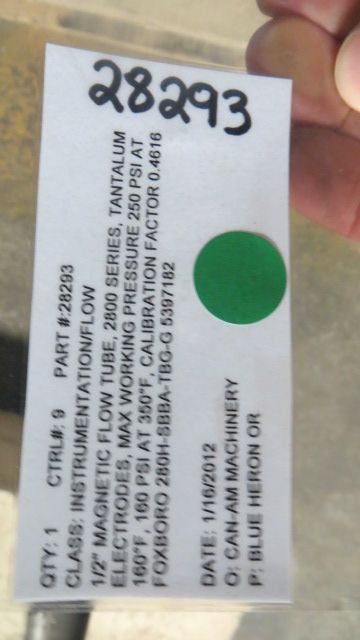 28293
QTY: 1 CTRL#: 9 PART #:28293
CLASS: INSTRUMENTATION/FLOW
1/2" MAGNETIC FLOW TUBE, 2800 SERIES, TANTALUM
ELECTRODES, MAX WORKING PRESSURE 250 PSI AT
160°F, 160 PSI AT 350°F, CALIBRATION FACTOR 0.4616
FOXBORO 280H-SBBA-TBG-G 5397182
DATE: 1/16/2012
O: CAN-AM MACHINERY
P: BLUE HERON OR